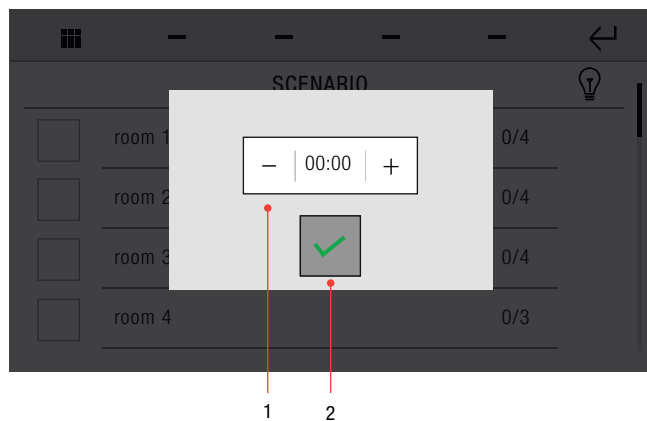 SCENARIO
room 1 0/4
− 00:00 +
room 2 0/4
room 3 0/4
room 4 0/3
1 2